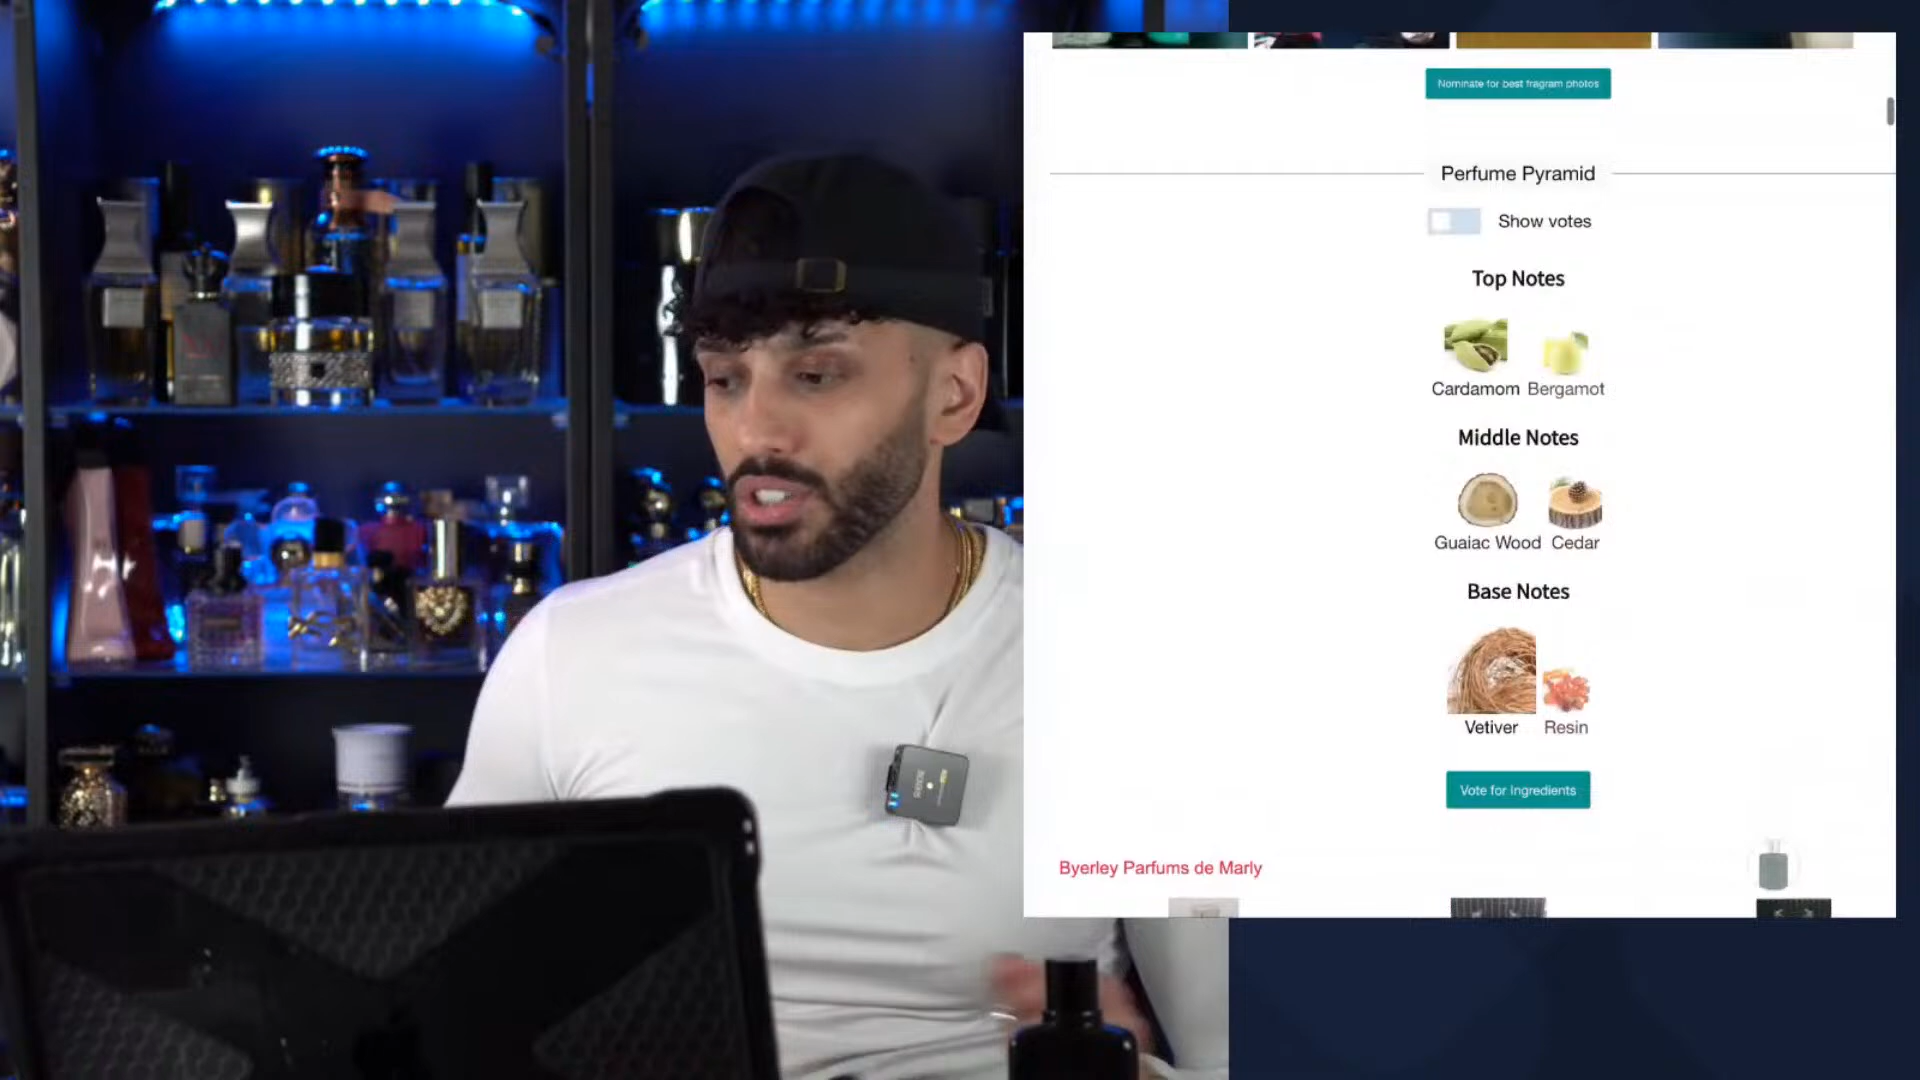 Nominate for best fragram photos
Perfume Pyramid
Show votes
Top Notes
Cardamom Bergamot
Middle Notes
Guaiac Wood Cedar
Base Notes
Vetiver Resin
Vote for Ingredients
Byerley Parfums de Marly